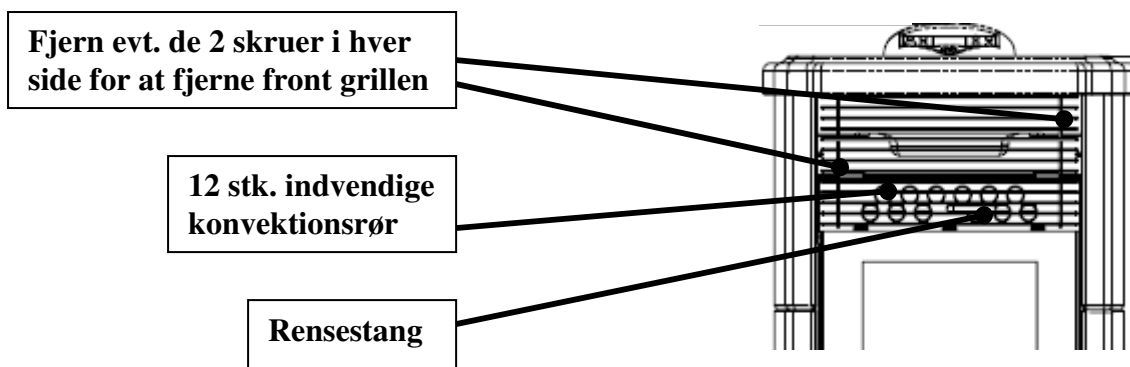 Fjern evt. de 2 skruer i hver
side for at fjerne front grillen
12 stk. indvendige
konvektionsrør
Rensestang